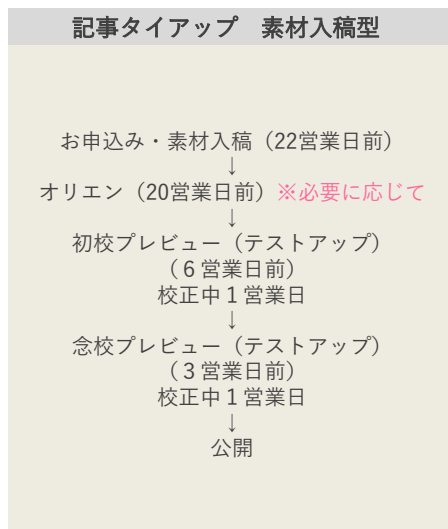 記事タイアップ　素材入稿型
お申込み・素材入稿（22営業日前）
↓
オリエン（20営業日前）※必要に応じて
↓
初校プレビュー（テストアップ）
（６営業日前）
校正中１営業日
↓
念校プレビュー（テストアップ）
（３営業日前）
校正中１営業日
↓
公開